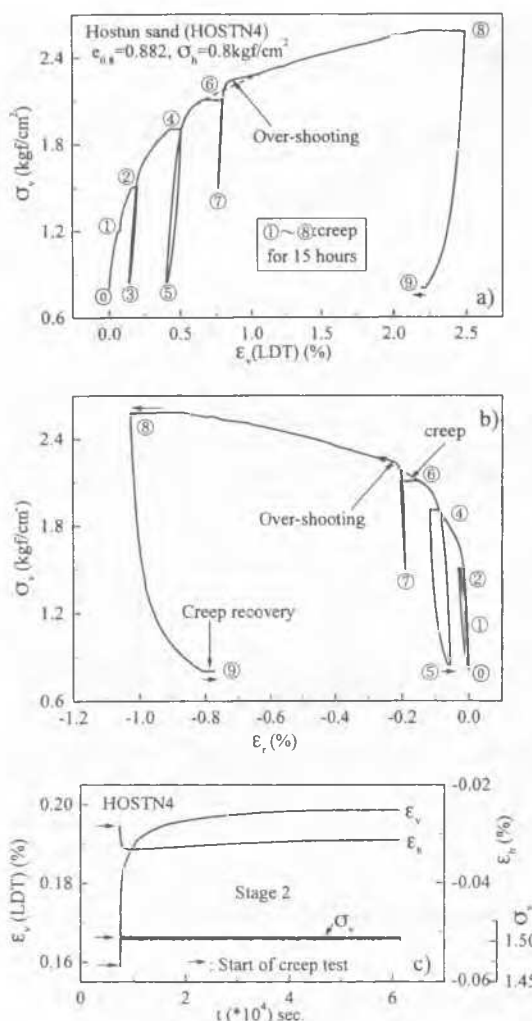 Hostun sand (HOSTN4)
e0.8=0.882, σh=0.8kgf/cm²
σv (kgf/cm²)
2.4
1.8
1.2
0.6
⓪
①
②
③
④
⑤
⑥
⑦
⑧
⑨
Over-shooting
①~⑧:creep
for 15 hours
a)
0.0 0.5 1.0 1.5 2.0 2.5
εv(LDT) (%)
b)
σv (kgf/cm²)
2.4
1.8
1.2
0.6
⑧
creep
⑥
Over-shooting
④
⑦
②
①
Creep recovery
⑨
⑤
⓪
-1.2 -1.0 -0.8 -0.6 -0.4 -0.2 0.0
εr (%)
HOSTN4
εv (LDT) (%)
0.20
0.19
0.18
0.17
0.16
εv
εh
Stage 2
σv
: Start of creep test
c)
-0.02
-0.04
-0.06
εh (%)
σv
1.50
1.45
0 2 4 6
t (*10⁴) sec.